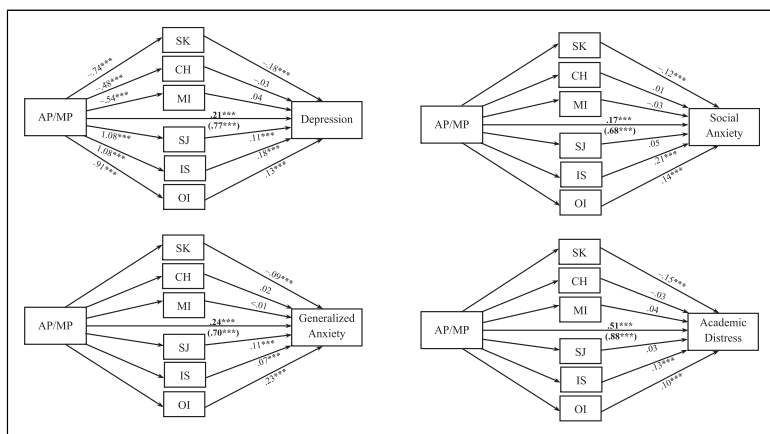 SK
−.74***
−.18***
CH
−.48***
−.03
MI
−.54***
.04
AP/MP
.21***
(.77***)
Depression
SJ
1.08***
.11***
IS
1.08***
.18***
OI
.91***
.13***
SK
−.12***
CH
.01
MI
−.03
AP/MP
.17***
(.68***)
Social
Anxiety
SJ
.05
IS
.21***
OI
.14***
SK
−.09***
CH
.02
MI
<.01
AP/MP
.24***
(.70***)
Generalized
Anxiety
SJ
.11***
IS
.07***
OI
.23***
SK
−.15***
CH
−.03
MI
.04
AP/MP
.51***
(.88***)
Academic
Distress
SJ
.03
IS
.13***
OI
.10***